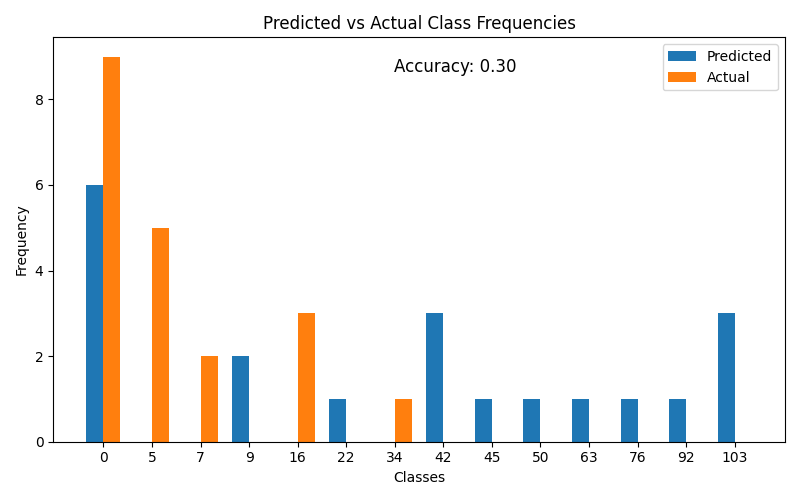 Predicted vs Actual Class Frequencies
Accuracy: 0.30
Predicted
Actual
Frequency
8
6
4
2
0
0 5 7 9 16 22 34 42 45 50 63 76 92 103
Classes